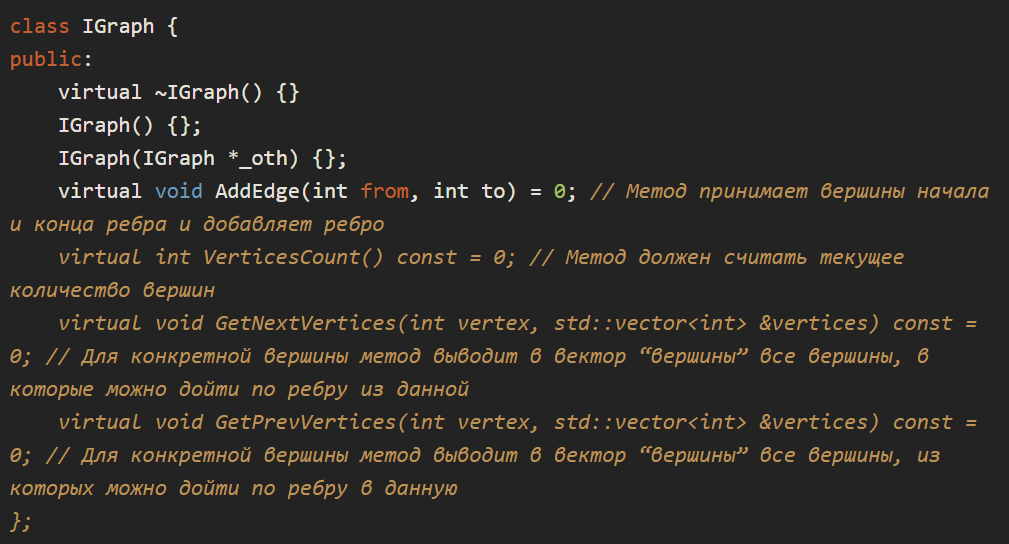 class IGraph {
public:
    virtual ~IGraph() {}
    IGraph() {};
    IGraph(IGraph *_oth) {};
    virtual void AddEdge(int from, int to) = 0; // Метод принимает вершины начала
и конца ребра и добавляет ребро
    virtual int VerticesCount() const = 0; // Метод должен считать текущее
количество вершин
    virtual void GetNextVertices(int vertex, std::vector<int> &vertices) const =
0; // Для конкретной вершины метод выводит в вектор “вершины” все вершины, в
которые можно дойти по ребру из данной
    virtual void GetPrevVertices(int vertex, std::vector<int> &vertices) const =
0; // Для конкретной вершины метод выводит в вектор “вершины” все вершины, из
которых можно дойти по ребру в данную
};